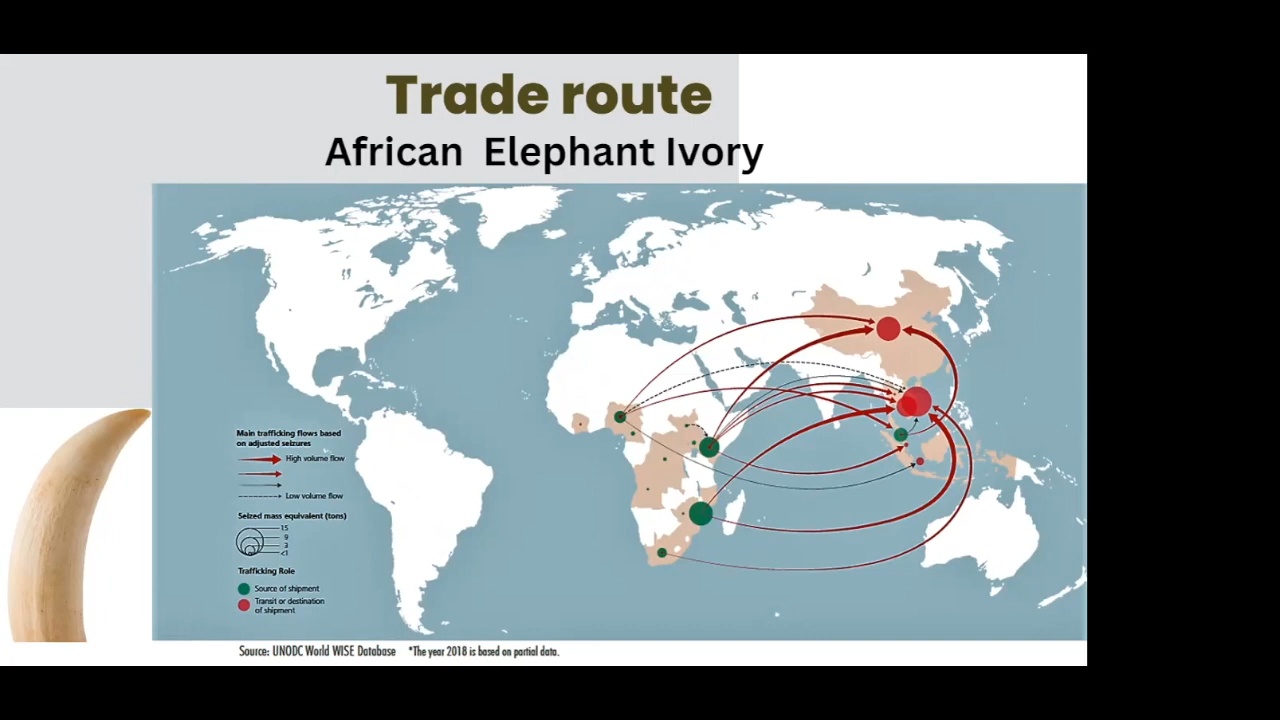 Trade route
African Elephant Ivory
Main trafficking flows based
on adjusted seizures
High volume flow
Low volume flow
Seized mass equivalent (tons)
15
9
3
<1
Trafficking Role
Source of shipment
Transit or destination
of shipment
Source: UNODC World WISE Database *The year 2018 is based on partial data.